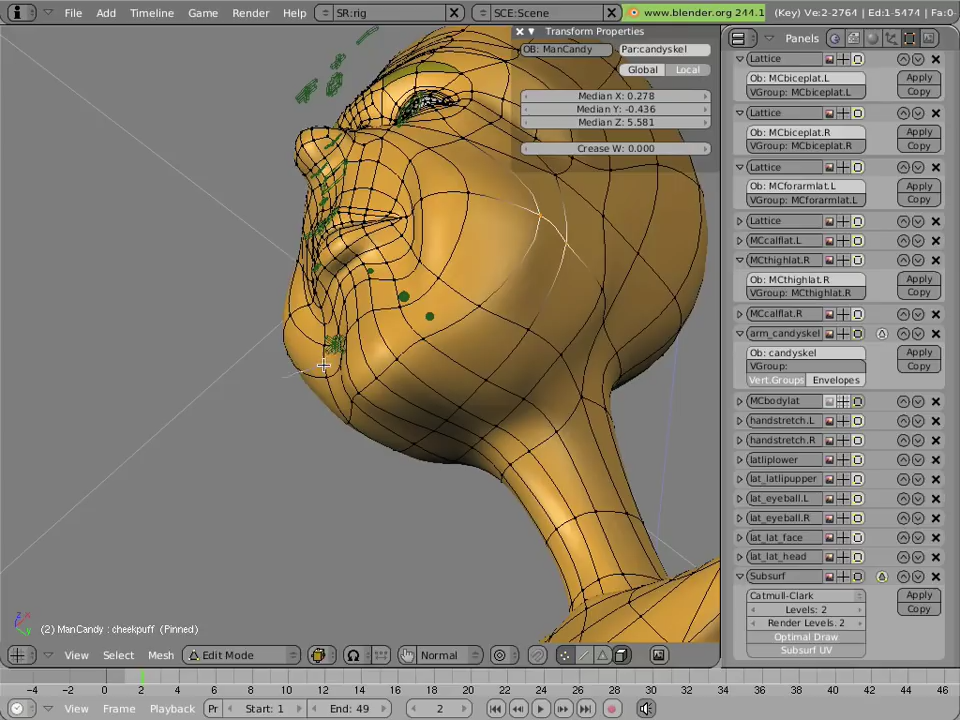 File Add Timeline Game Render Help SR:rig SCE:Scene www.blender.org 244.1 (Key) Ve:2-2764 | Ed:1-5474 | Fa:0-
Panels
Transform Properties
OB: ManCandy Par:candyskel
Global Local
Median X: 0.278
Median Y: -0.436
Median Z: 5.581
Crease W: 0.000
Lattice
Ob: MCbiceplat.L Apply
VGroup: MCbiceplat.L Copy
Lattice
Ob: MCbiceplat.R Apply
VGroup: MCbiceplat.R Copy
Lattice
Ob: MCforarmlat.L Apply
VGroup: MCforarmlat.L Copy
Lattice
MCcalflat.L
MCthighlat.R
Ob: MCthighlat.R Apply
VGroup: MCthighlat.R Copy
MCcalflat.R
arm_candyskel
Ob: candyskel Apply
VGroup: Copy
Vert.Groups Envelopes
MCbodylat
handstretch.L
handstretch.R
latliplower
lat_latlipupper
lat_eyeball.L
lat_eyeball.R
lat_lat_face
lat_lat_head
Subsurf
Catmull-Clark Apply
Levels: 2 Copy
Render Levels: 2
Optimal Draw
Subsurf UV
(2) ManCandy : cheekpuff (Pinned)
View Select Mesh Edit Mode Normal
-4 -2 0 2 4 6 8 10 12 14 16 18 20 22 24 26 28 30 32 34 36 38 40 42 44 46
View Frame Playback Pr Start: 1 End: 49 2